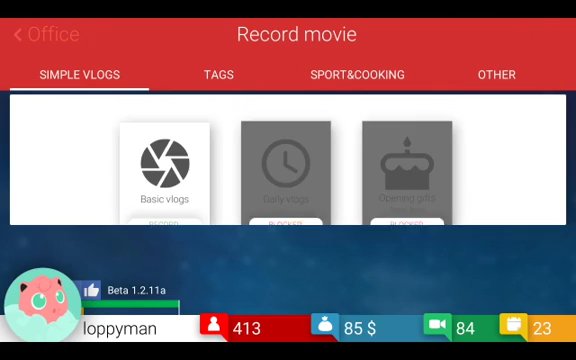 Office
Record movie
SIMPLE VLOGS
TAGS
SPORT&COOKING
OTHER
Basic vlogs
Daily vlogs
Opening gifts
RECORD
BLOCKED
BLOCKED
Beta 1.2.11a
loppyman
413
85 $
84
23